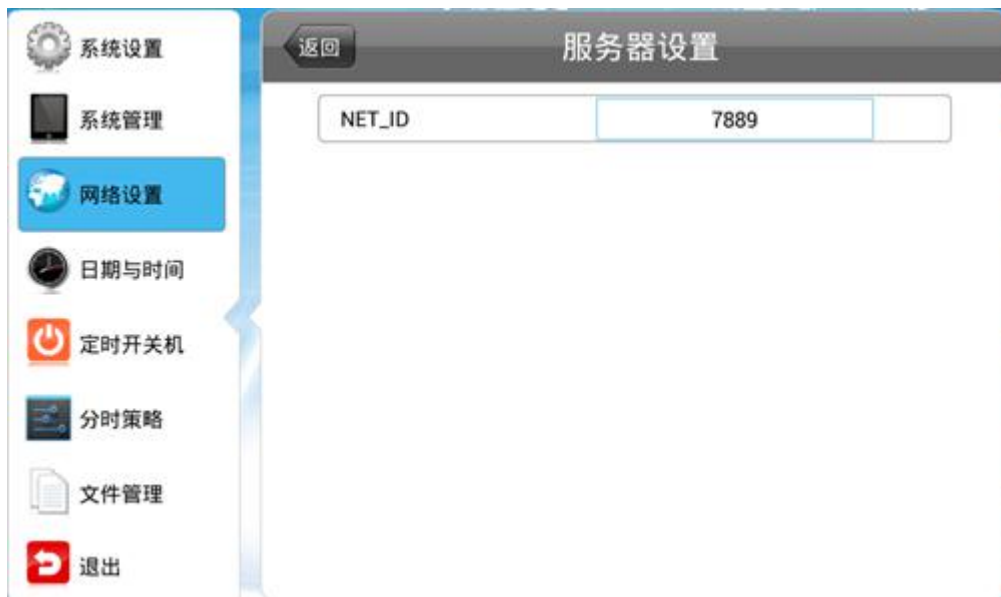 系统设置
系统管理
网络设置
日期与时间
定时开关机
分时策略
文件管理
退出
返回
服务器设置
NET_ID 7889